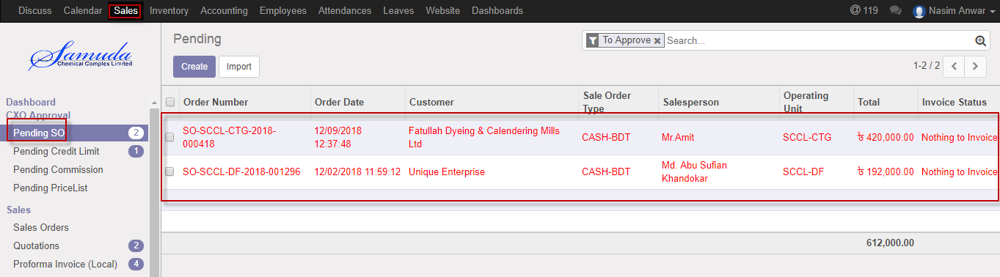 Discuss Calendar Sales Inventory Accounting Employees Attendances Leaves Website Dashboards @ 119 Nasim Anwar
Samuda
Chemical Complex Limited
Pending
To Approve Search...
Create Import
1-2 / 2
Dashboard
CXO Approval
Pending SO 2
Pending Credit Limit 1
Pending Commission
Pending PriceList
Sales
Sales Orders
Quotations 2
Proforma Invoice (Local) 4
Order Number Order Date Customer Sale Order Salesperson Operating Total Invoice Status
Type Unit
SO-SCCL-CTG-2018- 12/09/2018 Fatullah Dyeing & Calendering Mills CASH-BDT Mr.Amit SCCL-CTG ৳ 420,000.00 Nothing to Invoice
000418 12:37:48 Ltd
SO-SCCL-DF-2018-001296 12/02/2018 11:59:12 Unique Enterprise CASH-BDT Md. Abu Sufian SCCL-DF ৳ 192,000.00 Nothing to Invoice
Khandokar
612,000.00